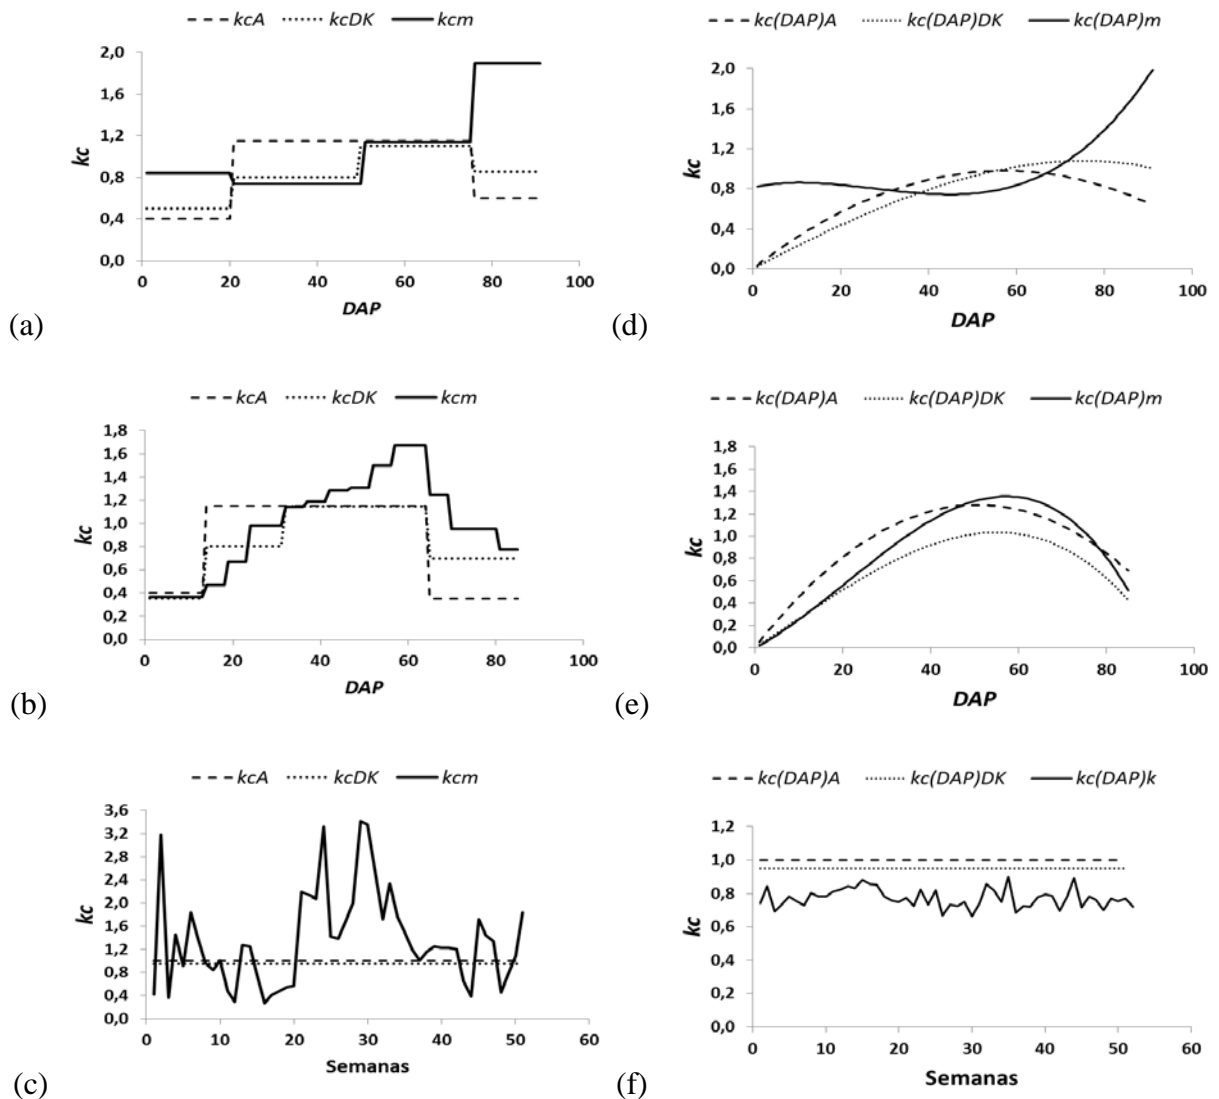 kcA kcDK kcm
2,0
1,6
1,2
0,8
0,4
0,0
kc
0 20 40 60 80 100
DAP
(a)
kc(DAP)A kc(DAP)DK kc(DAP)m
2,0
1,6
1,2
0,8
0,4
0,0
kc
0 20 40 60 80 100
DAP
(d)
kcA kcDK kcm
1,8
1,6
1,4
1,2
1,0
0,8
0,6
0,4
0,2
0,0
kc
0 20 40 60 80 100
DAP
(b)
kc(DAP)A kc(DAP)DK kc(DAP)m
1,8
1,6
1,4
1,2
1,0
0,8
0,6
0,4
0,2
0,0
kc
0 20 40 60 80 100
DAP
(e)
kcA kcDK kcm
3,6
3,2
2,8
2,4
2,0
1,6
1,2
0,8
0,4
0,0
kc
0 10 20 30 40 50 60
Semanas
(c)
kc(DAP)A kc(DAP)DK kc(DAP)k
1,2
1,0
0,8
0,6
0,4
0,2
0,0
kc
0 10 20 30 40 50 60
Semanas
(f)